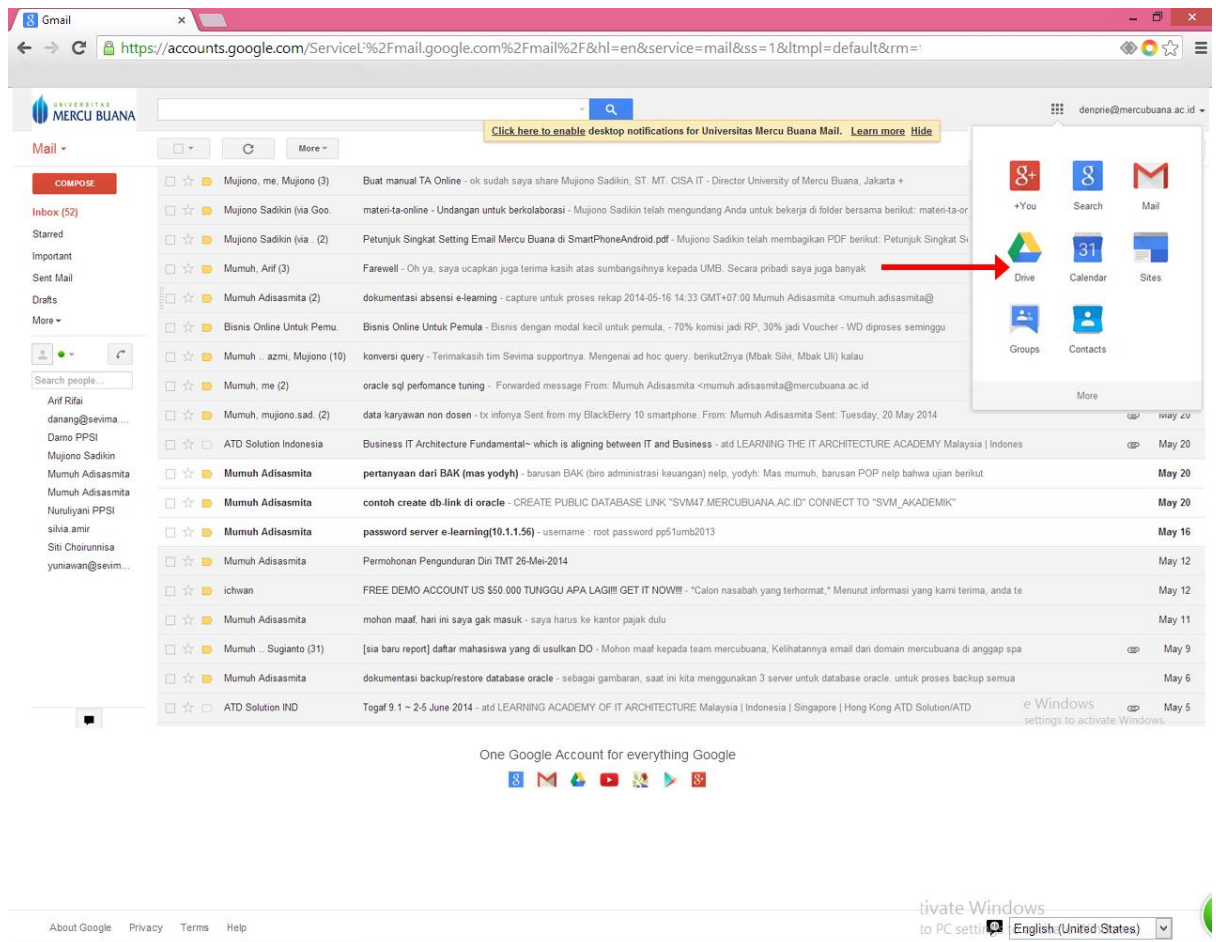 Gmail
https://accounts.google.com/ServiceL%2Fmail.google.com%2Fmail%2F&hl=en&service=mail&ss=1&ltmpl=default&rm=
UNIVERSITAS
MERCU BUANA
denprie@mercubuana.ac.id
Click here to enable desktop notifications for Universitas Mercu Buana Mail. Learn more Hide
Mail
More
COMPOSE
Inbox (52)
Starred
Important
Sent Mail
Drafts
More
Search people...
Arif Rifai
danang@sevima....
Darno PPSI
Mujiono Sadikin
Mumuh Adisasmita
Mumuh Adisasmita
Nuruliyani PPSI
silvia.amir
Siti Choirunnisa
yuniawan@sevim...
Mujiono, me, Mujiono (3) Buat manual TA Online - ok sudah saya share Mujiono Sadikin, ST. MT. CISA IT - Director University of Mercu Buana, Jakarta +
Mujiono Sadikin (via Goo. materi-ta-online - Undangan untuk berkolaborasi - Mujiono Sadikin telah mengundang Anda untuk bekerja di folder bersama berikut: materi-ta-or
Mujiono Sadikin (via . (2) Petunjuk Singkat Setting Email Mercu Buana di SmartPhoneAndroid.pdf - Mujiono Sadikin telah membagikan PDF berikut: Petunjuk Singkat S
Mumuh, Arif (3) Farewell - Oh ya, saya ucapkan juga terima kasih atas sumbangsihnya kepada UMB. Secara pribadi saya juga banyak
Mumuh Adisasmita (2) dokumentasi absensi e-learning - capture untuk proses rekap 2014-05-16 14:33 GMT+07:00 Mumuh Adisasmita <mumuh.adisasmita@
Bisnis Online Untuk Pemu. Bisnis Online Untuk Pemula - Bisnis dengan modal kecil untuk pemula, - 70% komisi jadi RP, 30% jadi Voucher - WD diproses seminggu
Mumuh .. azmi, Mujiono (10) konversi query - Terimakasih tim Sevima supportnya. Mengenai ad hoc query. berikut2nya (Mbak Silvi, Mbak Uli) kalau
Mumuh, me (2) oracle sql perfomance tuning - Forwarded message From: Mumuh Adisasmita <mumuh.adisasmita@mercubuana.ac.id
Mumuh, mujiono.sad. (2) data karyawan non dosen - tx infonya Sent from my BlackBerry 10 smartphone. From: Mumuh Adisasmita Sent: Tuesday, 20 May 2014 May 20
ATD Solution Indonesia Business IT Architecture Fundamental~ which is aligning between IT and Business - atd LEARNING THE IT ARCHITECTURE ACADEMY Malaysia | Indones May 20
Mumuh Adisasmita pertanyaan dari BAK (mas yodyh) - barusan BAK (biro administrasi keuangan) nelp, yodyh: Mas mumuh, barusan POP nelp bahwa ujian berikut May 20
Mumuh Adisasmita contoh create db-link di oracle - CREATE PUBLIC DATABASE LINK "SVM47.MERCUBUANA.AC.ID" CONNECT TO "SVM_AKADEMIK" May 20
Mumuh Adisasmita password server e-learning(10.1.1.56) - username : root password pp51umb2013 May 16
Mumuh Adisasmita Permohonan Pengunduran Diri TMT 26-Mei-2014 May 12
ichwan FREE DEMO ACCOUNT US $50.000 TUNGGU APA LAGI!!! GET IT NOW!!! - "Calon nasabah yang terhormat," Menurut informasi yang kami terima, anda te May 12
Mumuh Adisasmita mohon maaf, hari ini saya gak masuk - saya harus ke kantor pajak dulu May 11
Mumuh .. Sugianto (31) [sia baru report] daftar mahasiswa yang di usulkan DO - Mohon maaf kepada team mercubuana, Kelihatannya email dari domain mercubuana di anggap spa May 9
Mumuh Adisasmita dokumentasi backup/restore database oracle - sebagai gambaran, saat ini kita menggunakan 3 server untuk database oracle. untuk proses backup semua May 6
ATD Solution IND Togaf 9.1 ~ 2-5 June 2014 - atd LEARNING ACADEMY OF IT ARCHITECTURE Malaysia | Indonesia | Singapore | Hong Kong ATD Solution/ATD May 5
+You Search Mail
31
Drive Calendar Sites
Groups Contacts
More
e Windows
settings to activate Windows.
One Google Account for everything Google
tivate Windows
to PC setti
About Google Privacy Terms Help
English (United States)